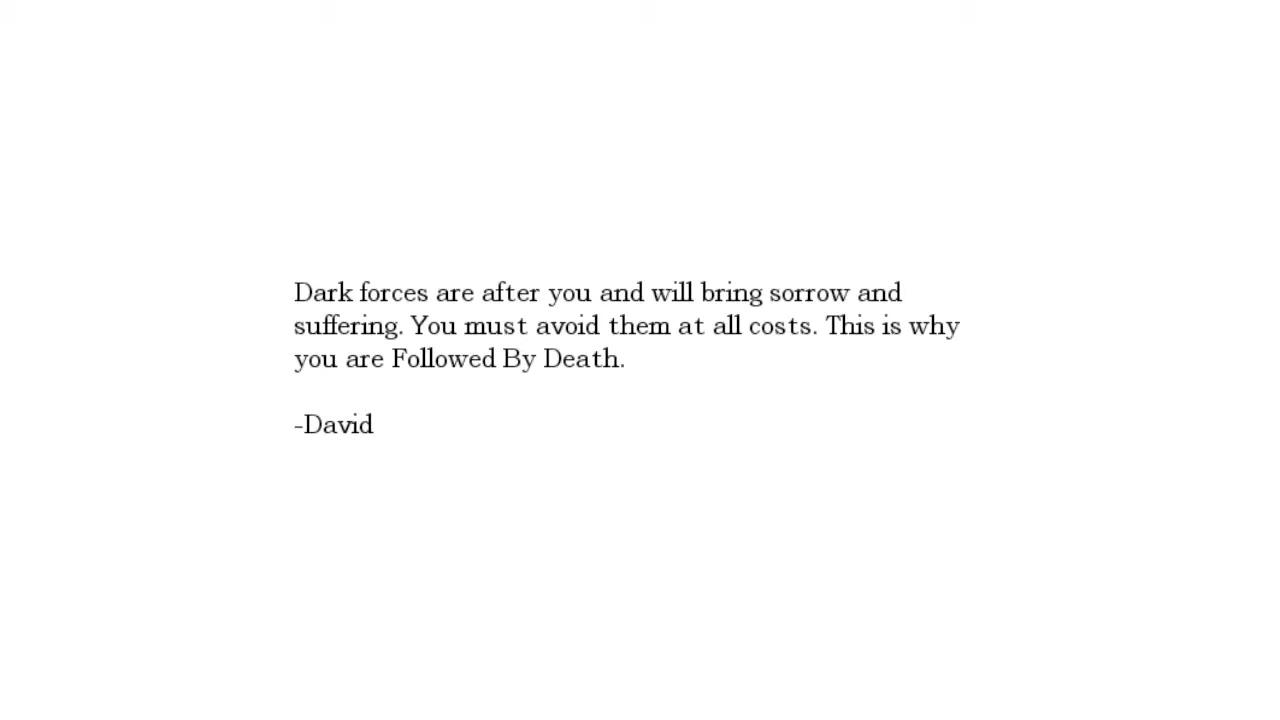 Dark forces are after you and will bring sorrow and
suffering. You must avoid them at all costs. This is why
you are Followed By Death.
-David